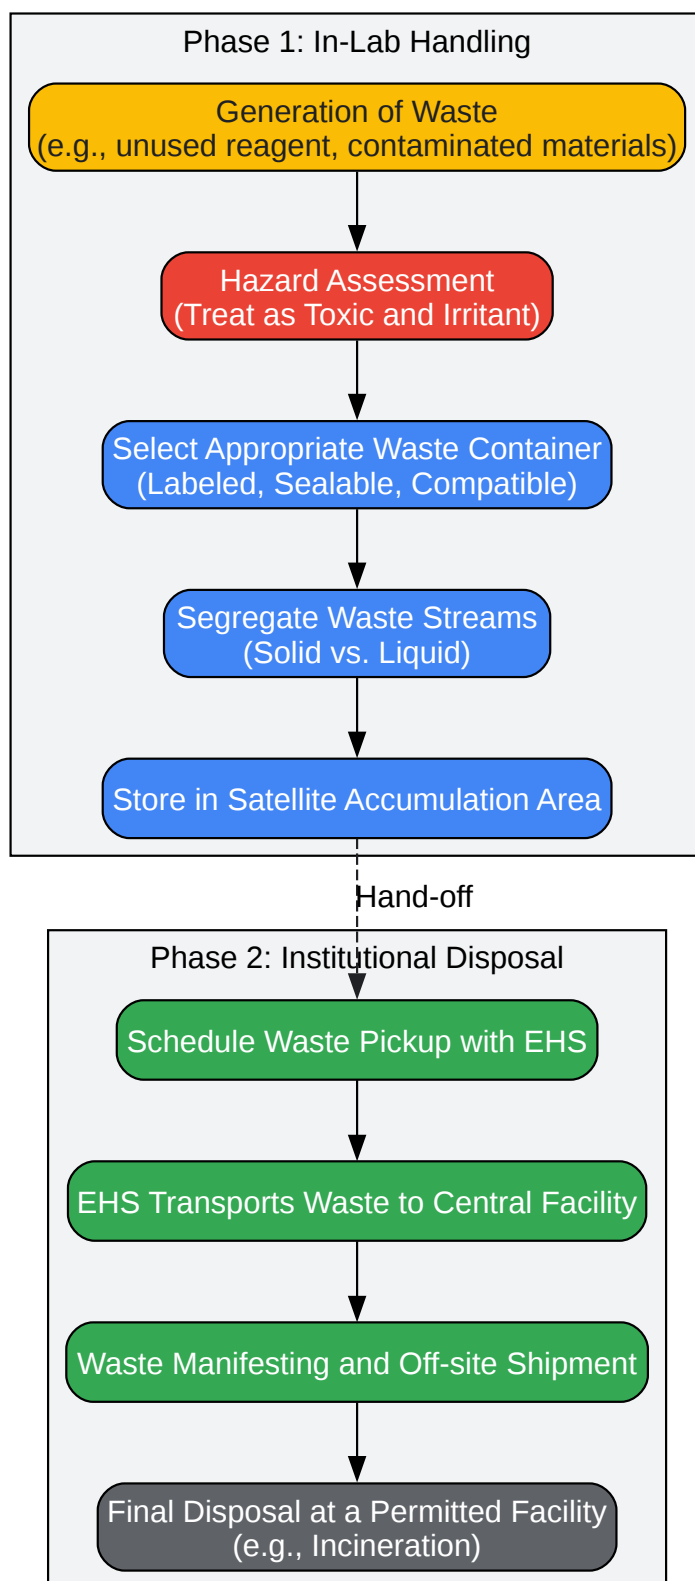 Phase 1: In-Lab Handling
Generation of Waste
(e.g., unused reagent, contaminated materials)
Hazard Assessment
(Treat as Toxic and Irritant)
Select Appropriate Waste Container
(Labeled, Sealable, Compatible)
Segregate Waste Streams
(Solid vs. Liquid)
Store in Satellite Accumulation Area
Hand-off
Phase 2: Institutional Disposal
Schedule Waste Pickup with EHS
EHS Transports Waste to Central Facility
Waste Manifesting and Off-site Shipment
Final Disposal at a Permitted Facility
(e.g., Incineration)